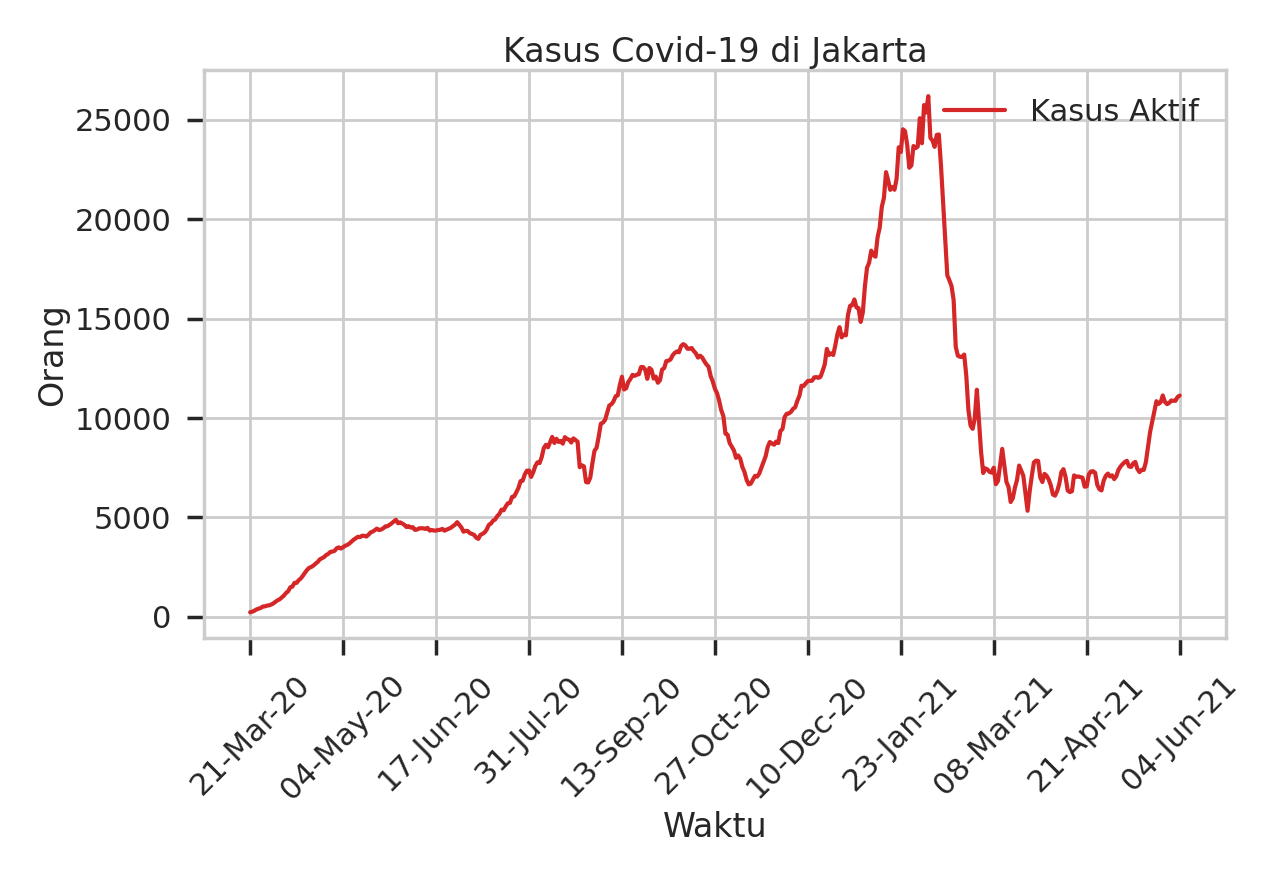 Kasus Covid-19 di Jakarta
Kasus Aktif
Orang
25000
20000
15000
10000
5000
0
21-Mar-20
04-May-20
17-Jun-20
31-Jul-20
13-Sep-20
27-Oct-20
10-Dec-20
23-Jan-21
08-Mar-21
21-Apr-21
04-Jun-21
Waktu